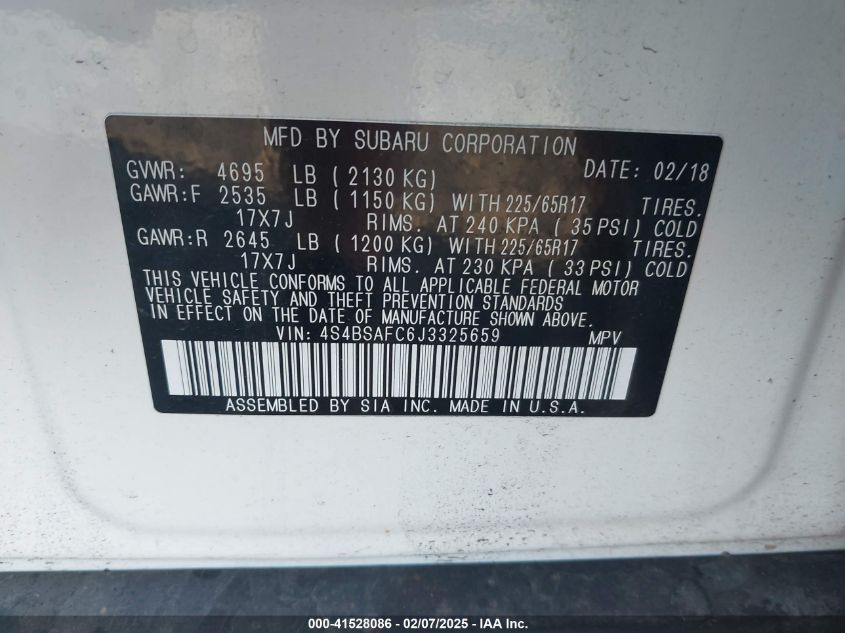 MFD BY SUBARU CORPORATION
GVWR: 4695 LB ( 2130 KG) DATE: 02/18
GAWR:F 2535 LB ( 1150 KG) WITH 225/65R17 TIRES.
17X7J RIMS. AT 240 KPA ( 35 PSI) COLD
GAWR:R 2645 LB ( 1200 KG) WITH 225/65R17 TIRES.
17X7J RIMS. AT 230 KPA ( 33 PSI) COLD
THIS VEHICLE CONFORMS TO ALL APPLICABLE FEDERAL MOTOR
VEHICLE SAFETY AND THEFT PREVENTION STANDARDS
IN EFFECT ON THE DATE OF MANUFACTURE SHOWN ABOVE.
VIN: 4S4BSAFC6J3325659 MPV
ASSEMBLED BY SIA INC. MADE IN U.S.A.
000-41528086 - 02/07/2025 - IAA Inc.